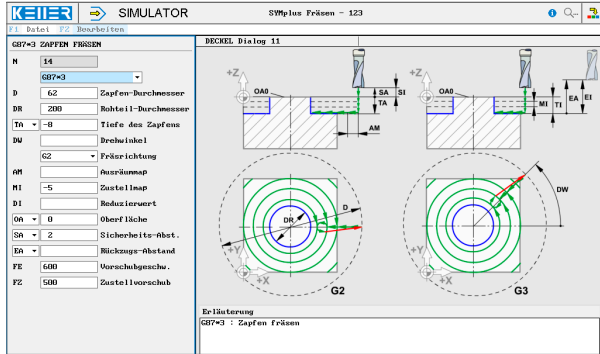 KELLER SIMULATOR SYMplus Fräsen - 123
F1 Datei F2 Bearbeiten
G87*3 ZAPFEN FRÄSEN
N 14
G87*3
D 62 Zapfen-Durchmesser
DR 200 Rohteil-Durchmesser
TA -8 Tiefe des Zapfens
DW Drehwinkel
G2 Fräsrichtung
AM Ausräummap
MI -5 Zustellmap
DI Reduzierwert
OA 0 Oberfläche
SA 2 Sicherheits-Abst.
EA Rückzugs-Abstand
FE 600 Vorschubgeschw.
FZ 500 Zustellvorschub
DECKEL Dialog 11
+Z OA0 SA SI TA AM
+Z OA0 MI TI EA EI
DR D +Y +X G2
DW +Y +X G3
Erläuterung
G87*3 : Zapfen fräsen